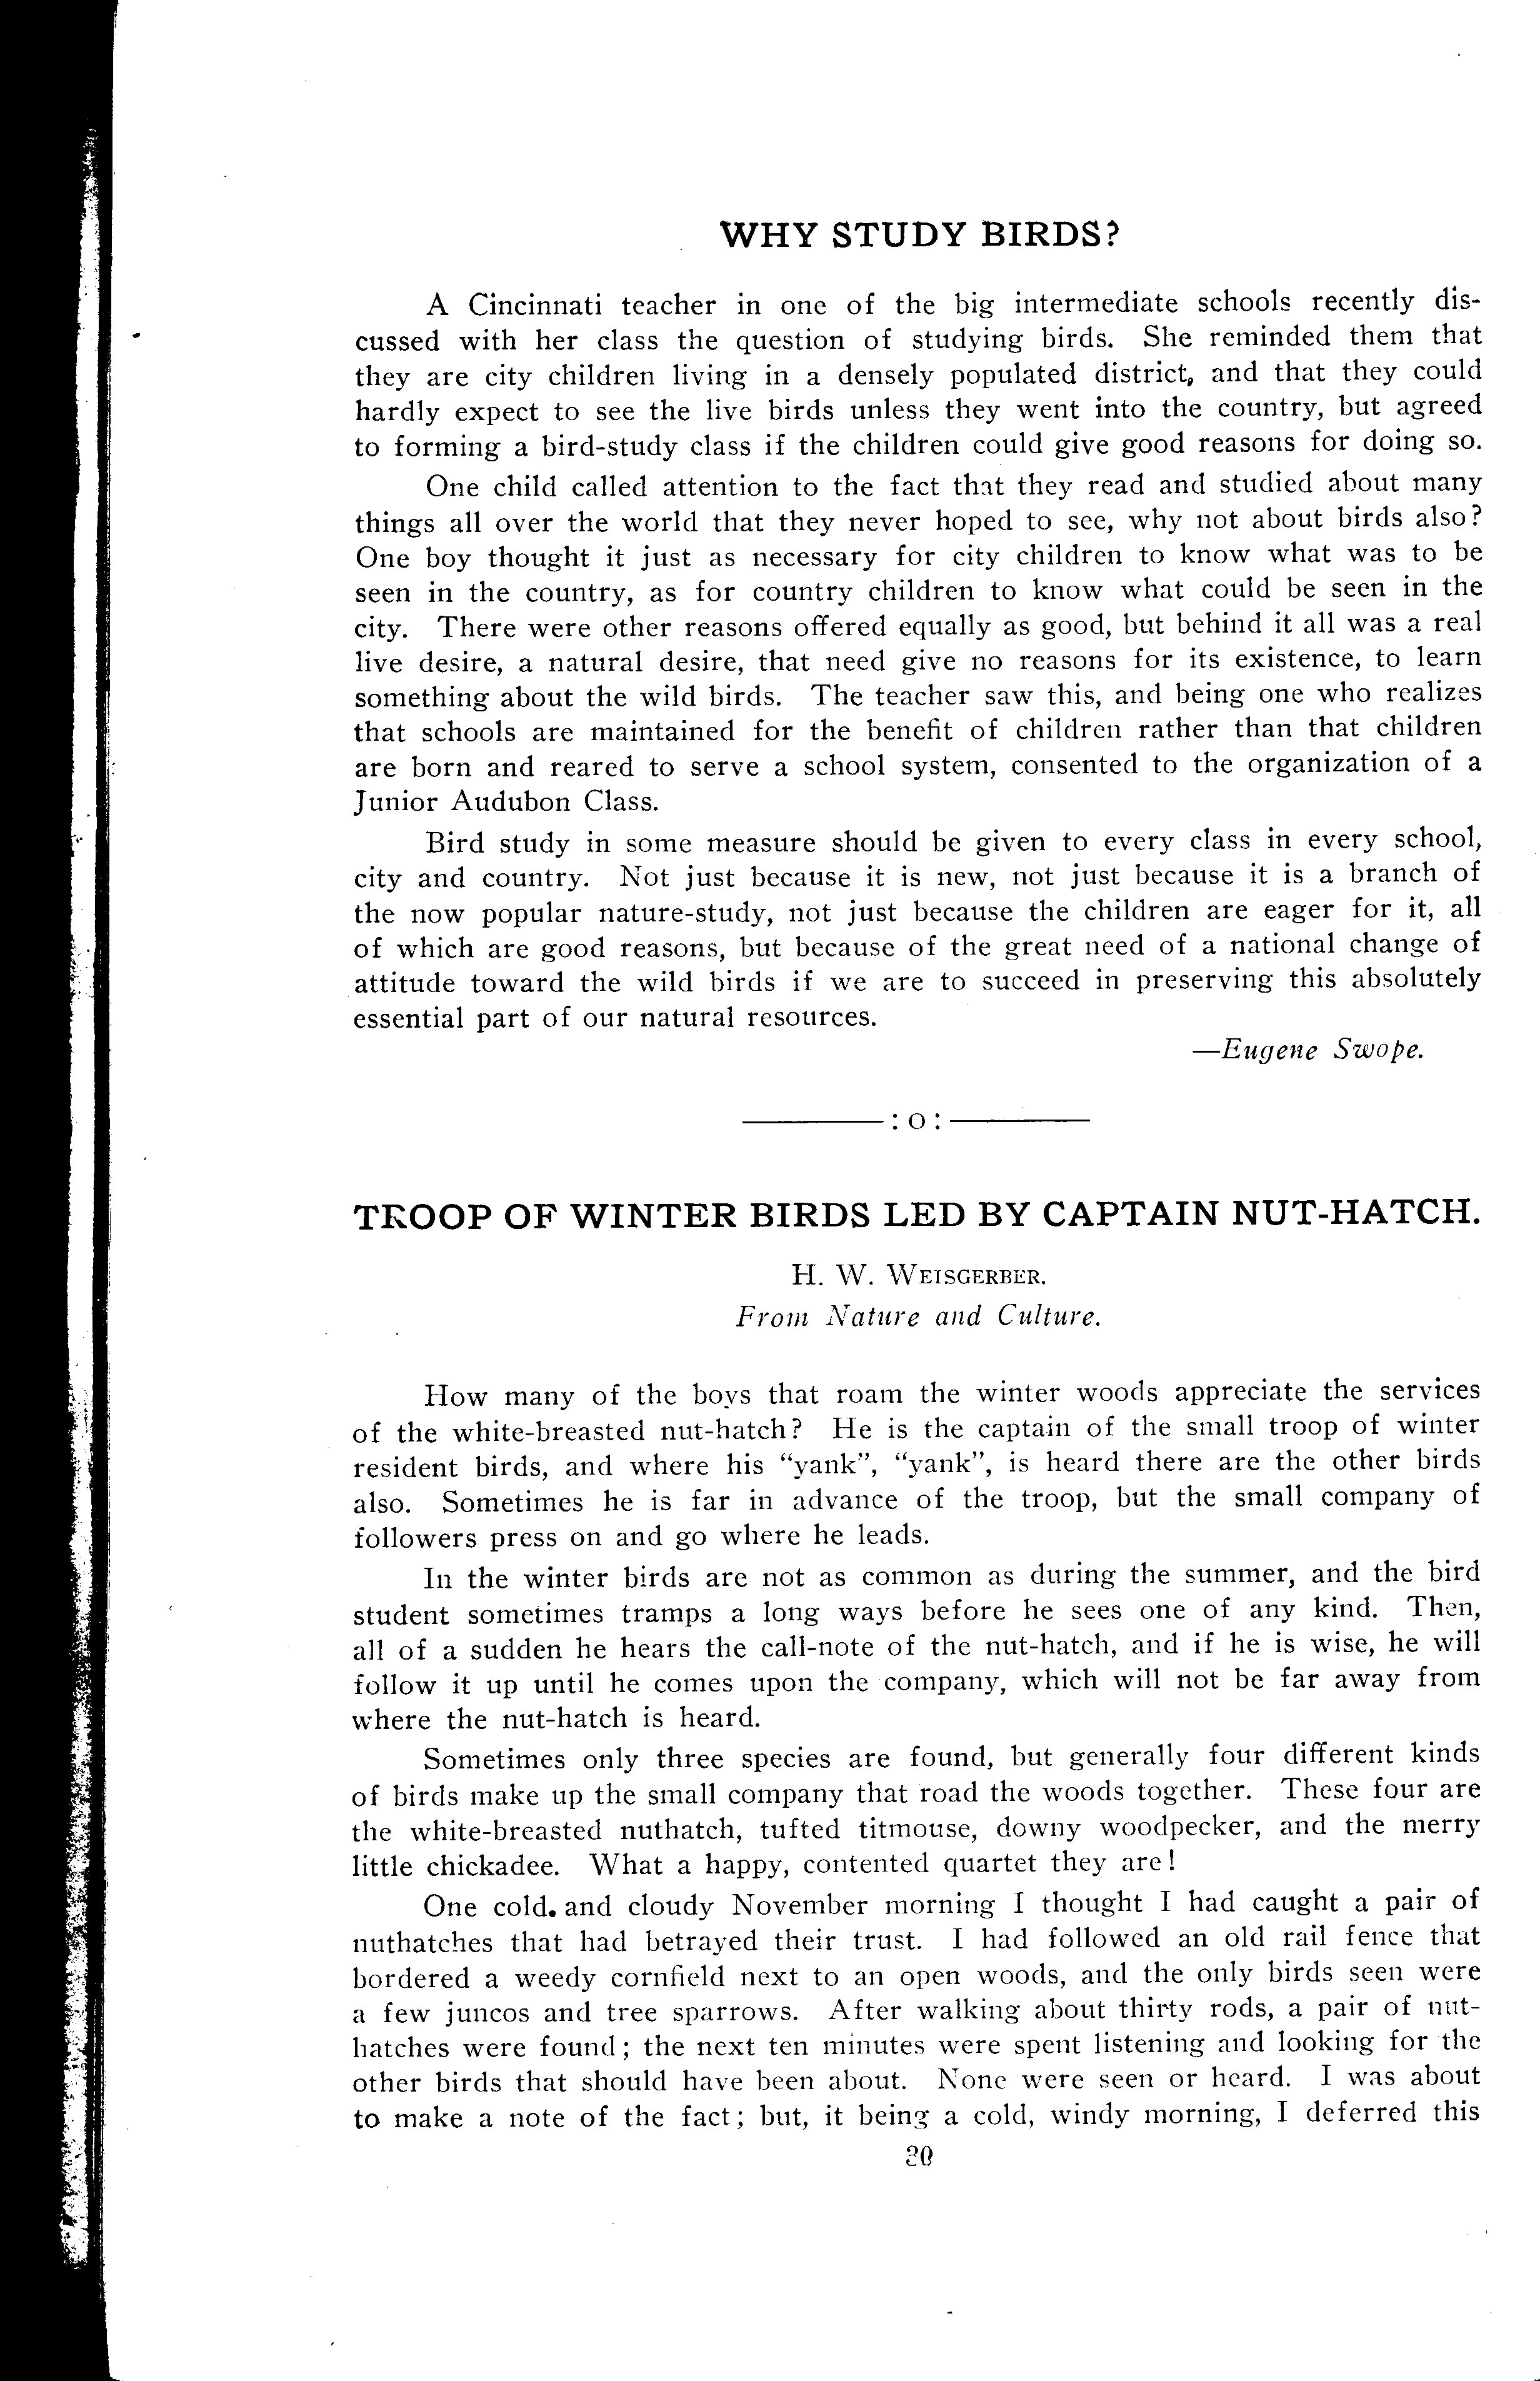 WHY STUDY BIRDS?
A Cincinnati teacher in one of the big intermediate schools recently dis-
cussed with her class the question of studying birds. She reminded them that
they are city children living in a densely populated district, and that they could
hardly expect to see the live birds unless they went into the country, but agreed
to forming a bird-study class if the children could give good reasons for doing so.
One child called attention to the fact that they read and studied about many
things all over the world that they never hoped to see, why not about birds also?
One boy thought it just as necessary for city children to know what was to be
seen in the country, as for country children to know what could be seen in the
city. There were other reasons offered equally as good, but behind it all was a real
live desire, a natural desire, that need give no reasons for its existence, to learn
something about the wild birds. The teacher saw this, and being one who realizes
that schools are maintained for the benefit of children rather than that children
are born and reared to serve a school system, consented to the organization of a
Junior Audubon Class.
Bird study in some measure should be given to every class in every school,
city and country. Not just because it is new, not just because it is a branch of
the now popular nature-study, not just because the children are eager for it, all
of which are good reasons, but because of the great need of a national change of
attitude toward the wild birds if we are to succeed in preserving this absolutely
essential part of our natural resources.
—Eugene Swope.
———:o:———
TROOP OF WINTER BIRDS LED BY CAPTAIN NUT-HATCH.
H. W. WEISGERBER.
From Nature and Culture.
How many of the boys that roam the winter woods appreciate the services
of the white-breasted nut-hatch? He is the captain of the small troop of winter
resident birds, and where his "yank", "yank", is heard there are the other birds
also. Sometimes he is far in advance of the troop, but the small company of
followers press on and go where he leads.
In the winter birds are not as common as during the summer, and the bird
student sometimes tramps a long ways before he sees one of any kind. Then,
all of a sudden he hears the call-note of the nut-hatch, and if he is wise, he will
follow it up until he comes upon the company, which will not be far away from
where the nut-hatch is heard.
Sometimes only three species are found, but generally four different kinds
of birds make up the small company that road the woods together. These four are
the white-breasted nuthatch, tufted titmouse, downy woodpecker, and the merry
little chickadee. What a happy, contented quartet they are!
One cold. and cloudy November morning I thought I had caught a pair of
nuthatches that had betrayed their trust. I had followed an old rail fence that
bordered a weedy cornfield next to an open woods, and the only birds seen were
a few juncos and tree sparrows. After walking about thirty rods, a pair of nut-
hatches were found; the next ten minutes were spent listening and looking for the
other birds that should have been about. None were seen or heard. I was about
to make a note of the fact; but, it being a cold, windy morning, I deferred this
20